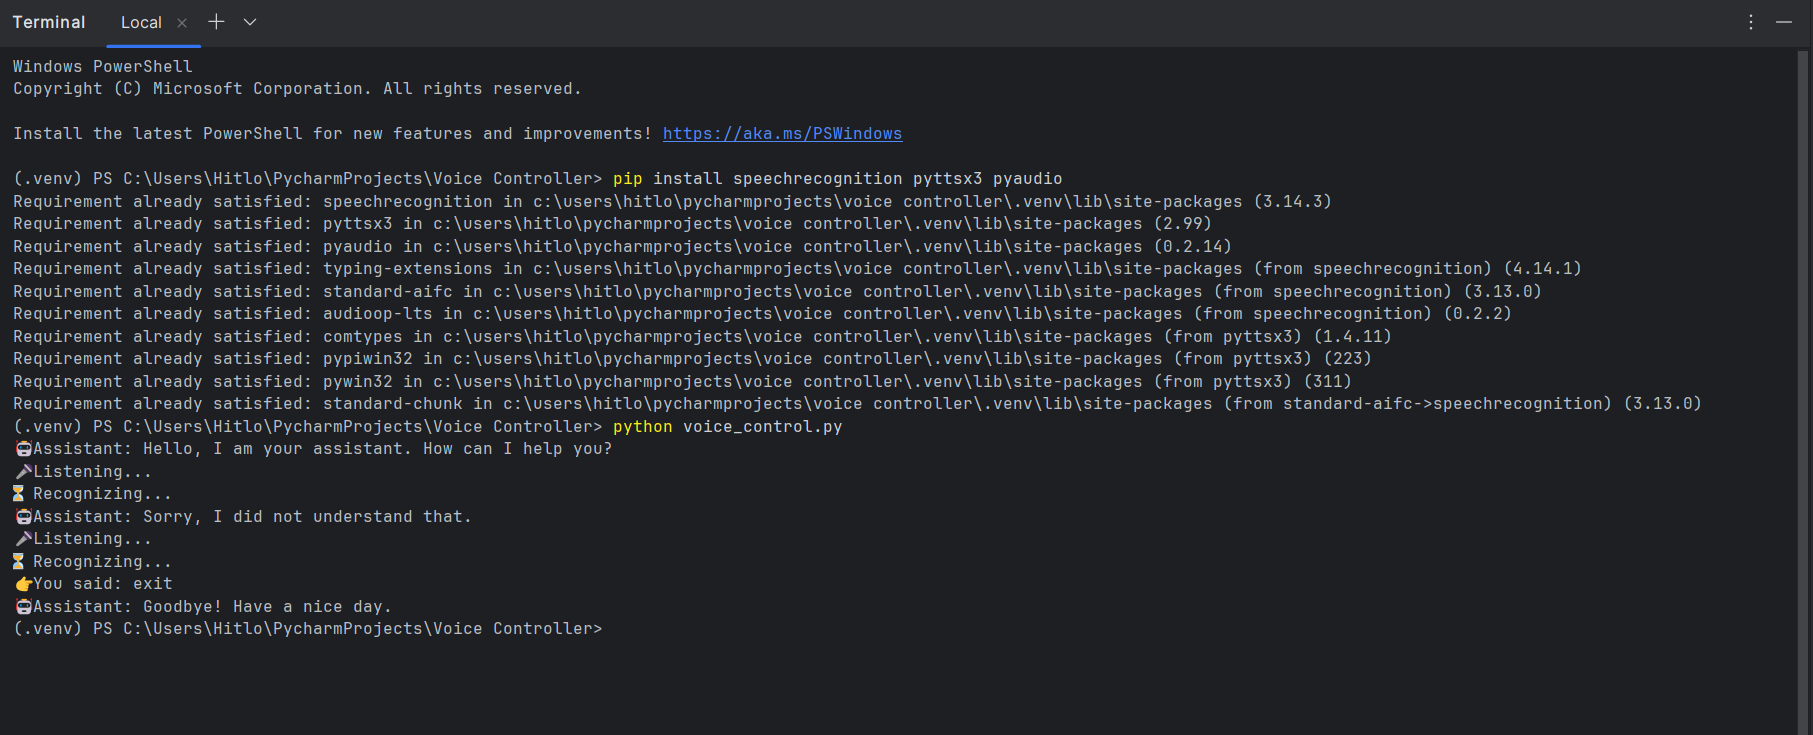 Terminal Local
Windows PowerShell
Copyright (C) Microsoft Corporation. All rights reserved.
Install the latest PowerShell for new features and improvements! https://aka.ms/PSWindows
(.venv) PS C:\Users\Hitlo\PycharmProjects\Voice Controller> pip install speechrecognition pyttsx3 pyaudio
Requirement already satisfied: speechrecognition in c:\users\hitlo\pycharmprojects\voice controller\.venv\lib\site-packages (3.14.3)
Requirement already satisfied: pyttsx3 in c:\users\hitlo\pycharmprojects\voice controller\.venv\lib\site-packages (2.99)
Requirement already satisfied: pyaudio in c:\users\hitlo\pycharmprojects\voice controller\.venv\lib\site-packages (0.2.14)
Requirement already satisfied: typing-extensions in c:\users\hitlo\pycharmprojects\voice controller\.venv\lib\site-packages (from speechrecognition) (4.14.1)
Requirement already satisfied: standard-aifc in c:\users\hitlo\pycharmprojects\voice controller\.venv\lib\site-packages (from speechrecognition) (3.13.0)
Requirement already satisfied: audioop-lts in c:\users\hitlo\pycharmprojects\voice controller\.venv\lib\site-packages (from speechrecognition) (0.2.2)
Requirement already satisfied: comtypes in c:\users\hitlo\pycharmprojects\voice controller\.venv\lib\site-packages (from pyttsx3) (1.4.11)
Requirement already satisfied: pypiwin32 in c:\users\hitlo\pycharmprojects\voice controller\.venv\lib\site-packages (from pyttsx3) (223)
Requirement already satisfied: pywin32 in c:\users\hitlo\pycharmprojects\voice controller\.venv\lib\site-packages (from pyttsx3) (311)
Requirement already satisfied: standard-chunk in c:\users\hitlo\pycharmprojects\voice controller\.venv\lib\site-packages (from standard-aifc->speechrecognition) (3.13.0)
(.venv) PS C:\Users\Hitlo\PycharmProjects\Voice Controller> python voice_control.py
🤖Assistant: Hello, I am your assistant. How can I help you?
🎤Listening...
⏳ Recognizing...
🤖Assistant: Sorry, I did not understand that.
🎤Listening...
⏳ Recognizing...
👉You said: exit
🤖Assistant: Goodbye! Have a nice day.
(.venv) PS C:\Users\Hitlo\PycharmProjects\Voice Controller>